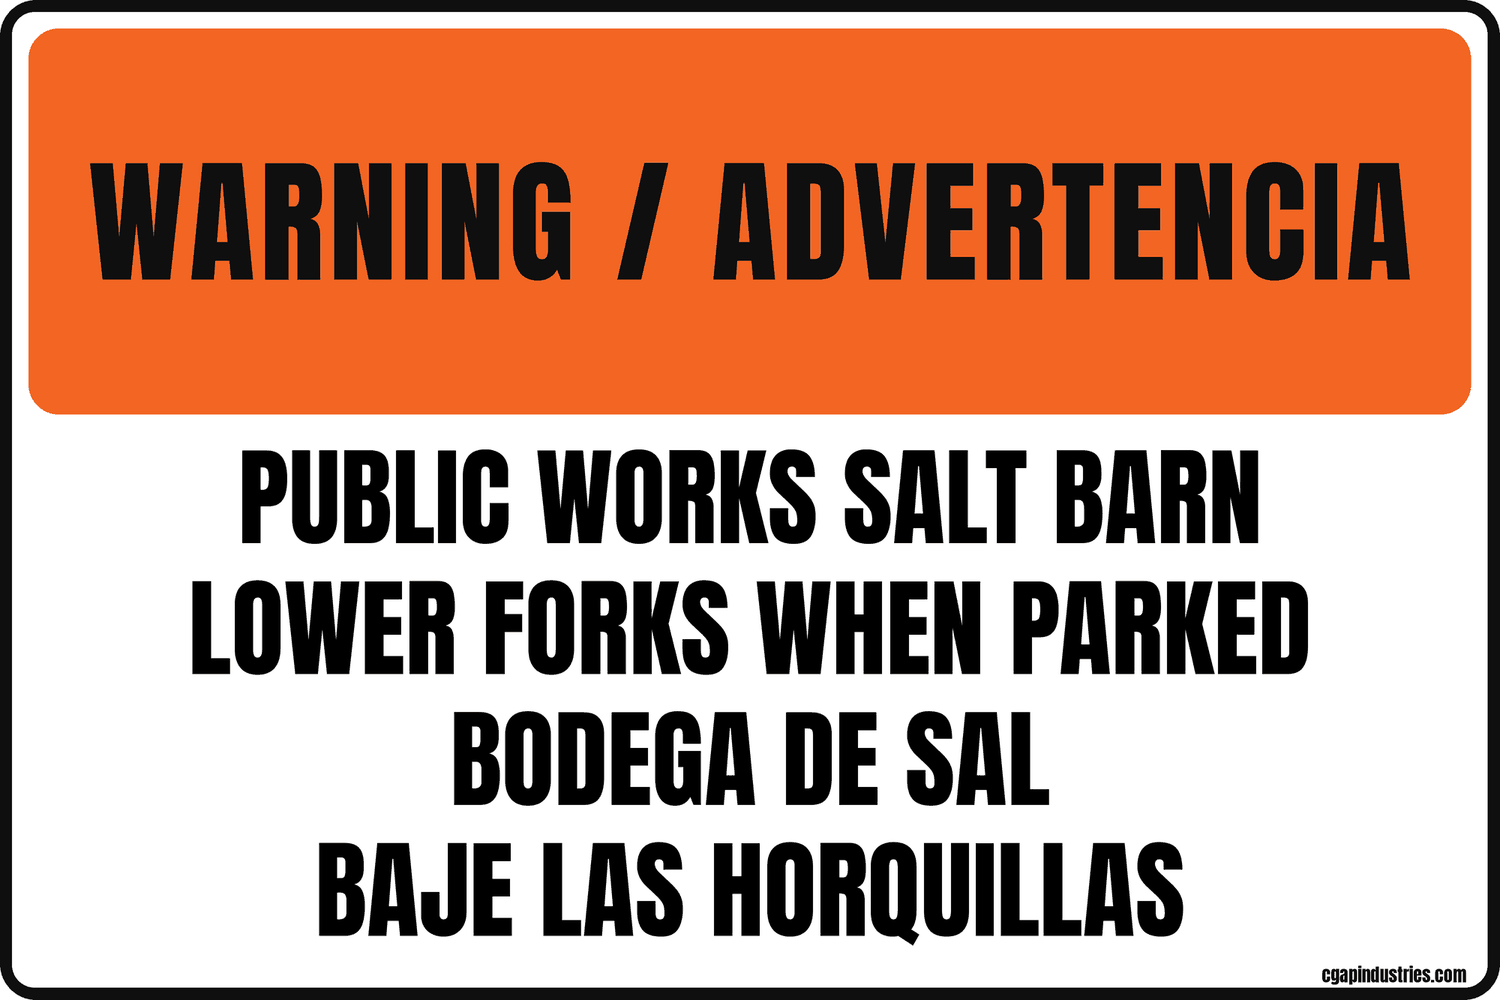 WARNING / ADVERTENCIA
PUBLIC WORKS SALT BARN
LOWER FORKS WHEN PARKED
BODEGA DE SAL
BAJE LAS HORQUILLAS
cgapindustries.com